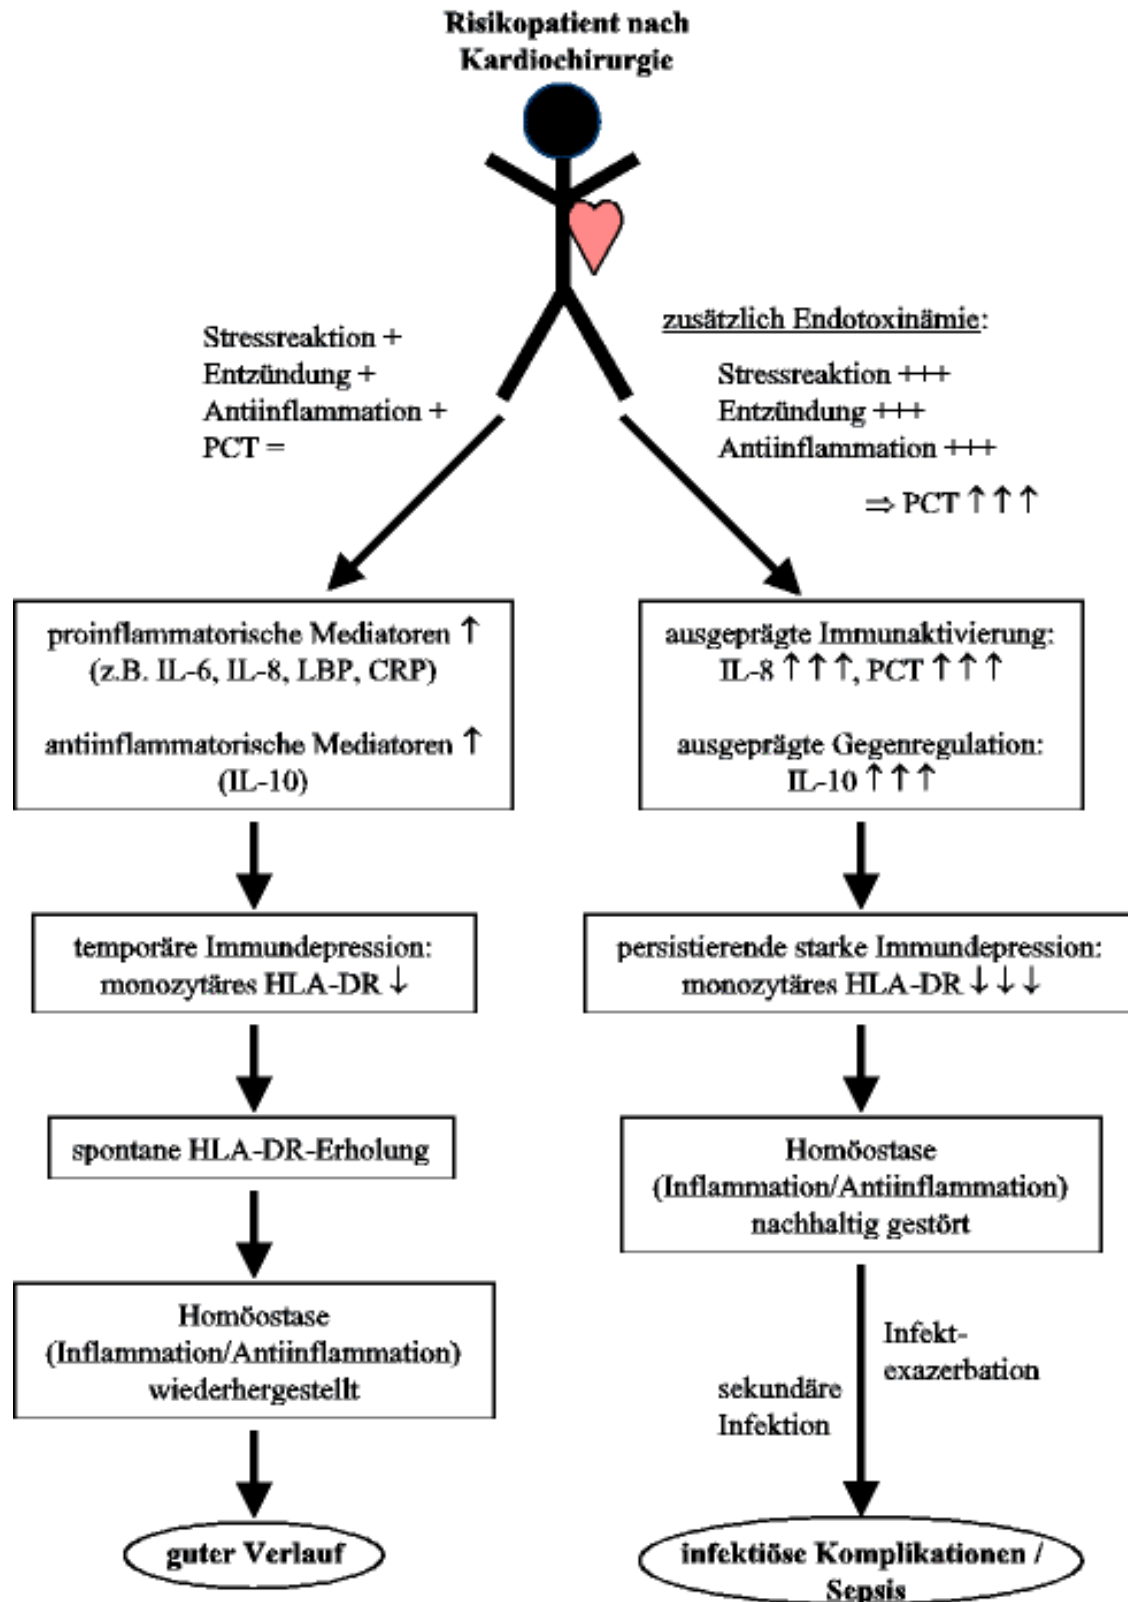 Risikopatient nach
Kardiochirurgie
Stressreaktion +
Entzündung +
Antiinflammation +
PCT =
zusätzlich Endotoxinämie:
Stressreaktion +++
Entzündung +++
Antiinflammation +++
⇒ PCT ↑ ↑ ↑
proinflammatorische Mediatoren ↑
(z.B. IL-6, IL-8, LBP, CRP)
antiinflammatorische Mediatoren ↑
(IL-10)
ausgeprägte Immunaktivierung:
IL-8 ↑ ↑ ↑, PCT ↑ ↑ ↑
ausgeprägte Gegenregulation:
IL-10 ↑ ↑ ↑
temporäre Immundepression:
monozytäres HLA-DR ↓
persistierende starke Immundepression:
monozytäres HLA-DR ↓ ↓ ↓
spontane HLA-DR-Erholung
Homöostase
(Inflammation/Antiinflammation)
nachhaltig gestört
Homöostase
(Inflammation/Antiinflammation)
wiederhergestellt
sekundäre
Infektion
Infekt-
exazerbation
guter Verlauf
infektiöse Komplikationen /
Sepsis